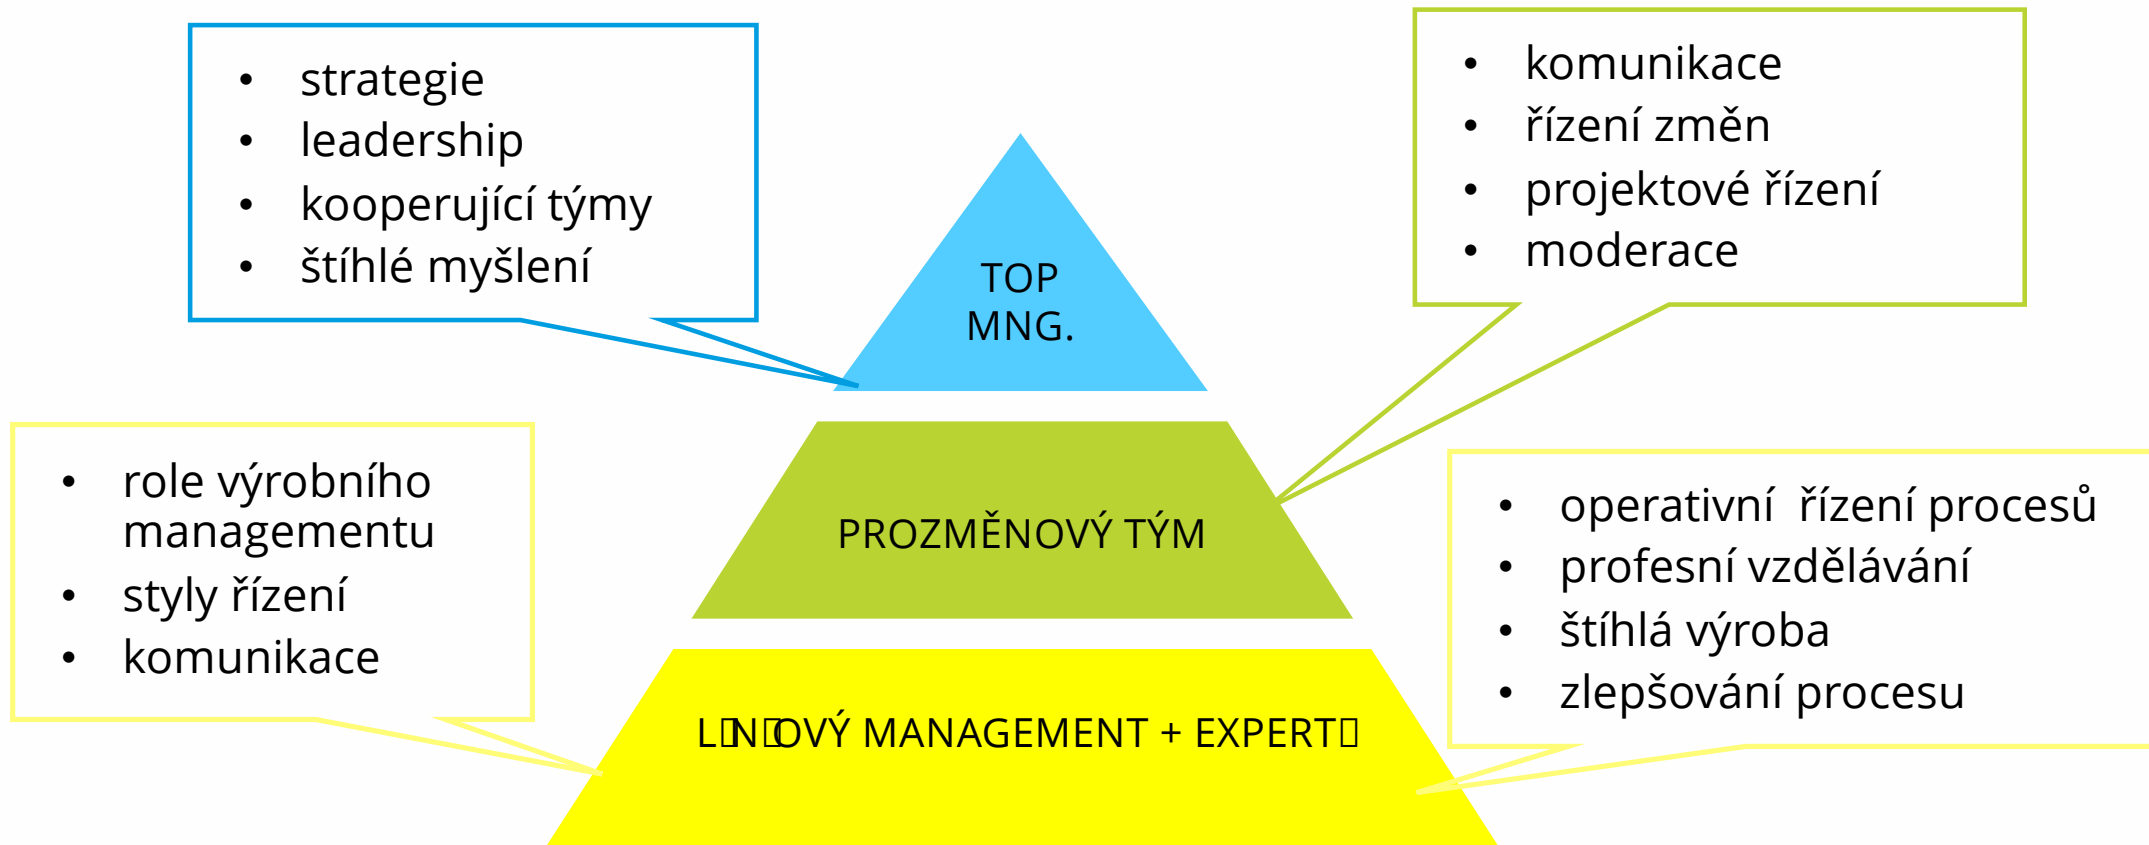 • strategie
• leadership
• kooperující týmy
• štíhlé myšlení
• komunikace
• řízení změn
• projektové řízení
• moderace
TOP
MNG.
• role výrobního
managementu
• styly řízení
• komunikace
PROZMĚNOVÝ TÝM
• operativní  řízení procesů
• profesní vzdělávání
• štíhlá výroba
• zlepšování procesu
L▯N▯OVÝ MANAGEMENT + EXPERT▯